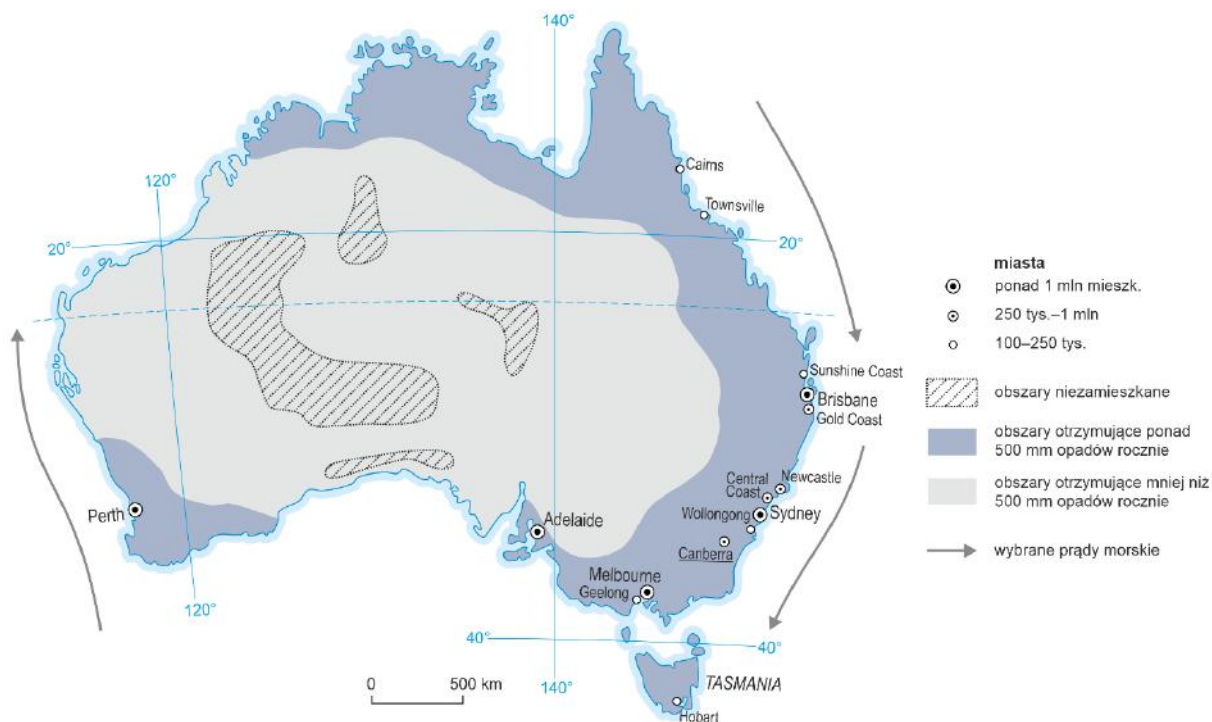 140°
120°
Cairns
Townsville
20°
20°
Sunshine Coast
Brisbane
Gold Coast
Central
Coast
Newcastle
Wollongong
Sydney
Canberra
Perth
Adelaide
Melbourne
Geelong
120°
40°
40°
140°
TASMANIA
Hobart
0 500 km
miasta
ponad 1 mln mieszk.
250 tys.–1 mln
100–250 tys.
obszary niezamieszkane
obszary otrzymujące ponad
500 mm opadów rocznie
obszary otrzymujące mniej niż
500 mm opadów rocznie
wybrane prądy morskie